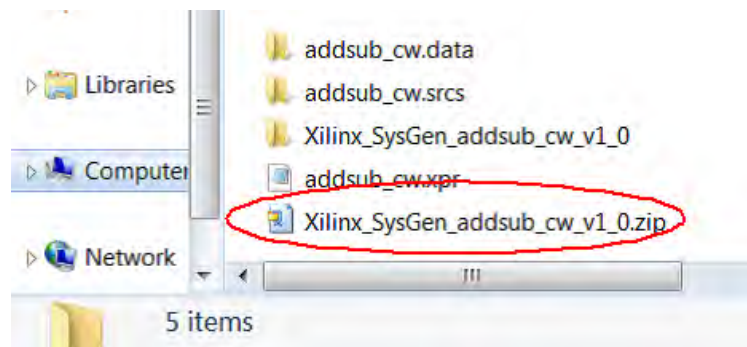 addsub_cw.data
Libraries
addsub_cw.srcs
Xilinx_SysGen_addsub_cw_v1_0
Computer
addsub_cw.xpr
Xilinx_SysGen_addsub_cw_v1_0.zip
Network
5 items